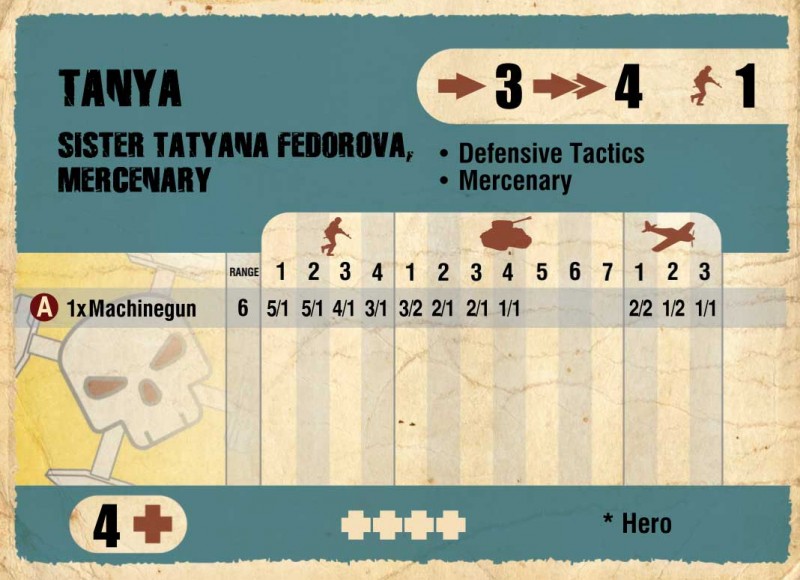 TANYA
3 4 1
SISTER TATYANA FEDOROVA,
MERCENARY
• Defensive Tactics
• Mercenary
RANGE 1 2 3 4 1 2 3 4 5 6 7 1 2 3
A 1xMachinegun 6 5/1 5/1 4/1 3/1 3/2 2/1 2/1 1/1 2/2 1/2 1/1
4
* Hero